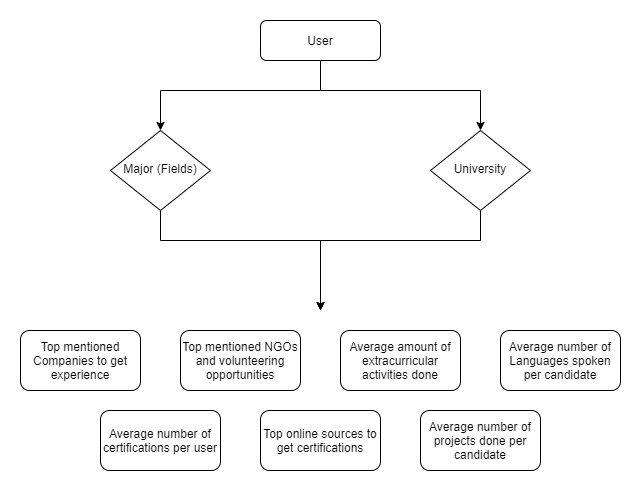 User
Major (Fields)
University
Top mentioned
Companies to get
experience
Top mentioned NGOs
and volunteering
opportunities
Average amount of
extracurricular
activities done
Average number of
Languages spoken
per candidate
Average number of
certifications per user
Top online sources to
get certifications
Average number of
projects done per
candidate